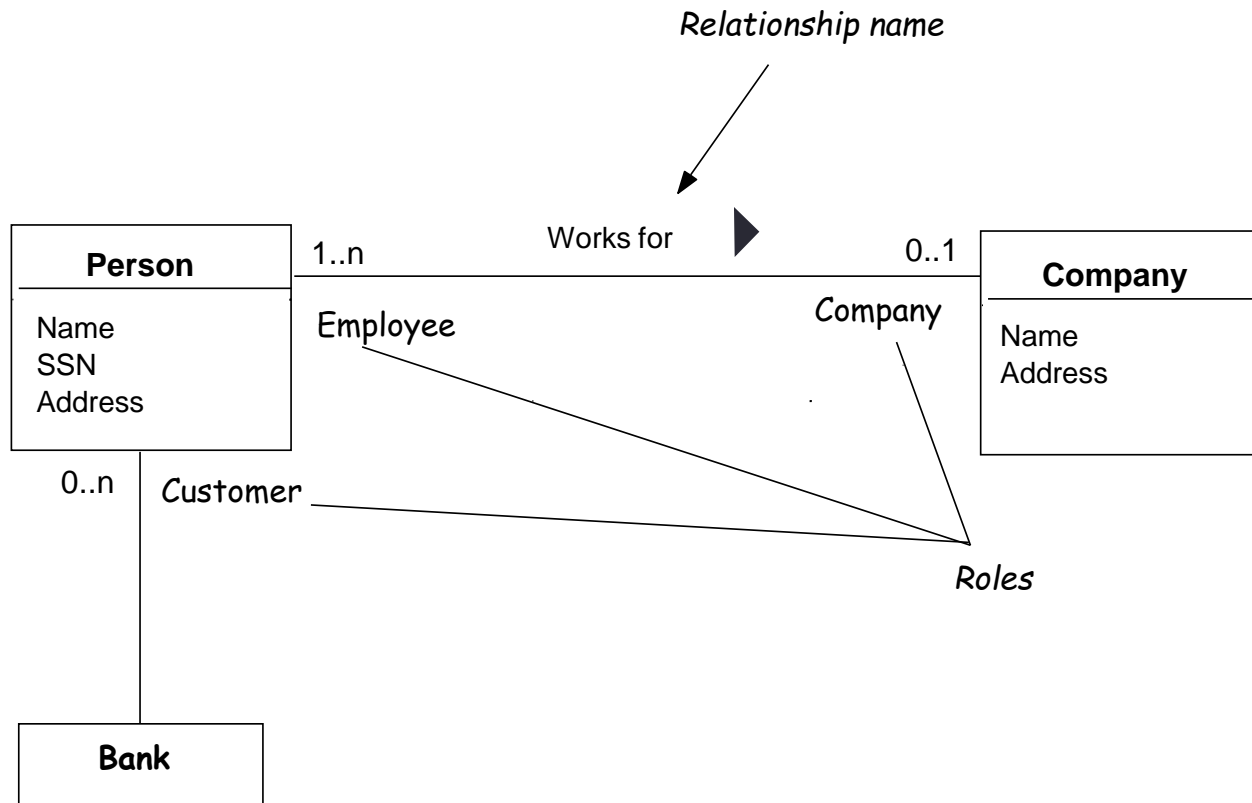 Relationship name
Works for
1..n
0..1
Person
Company
Name
SSN
Address
Employee
Company
Name
Address
0..n
Customer
Roles
Bank